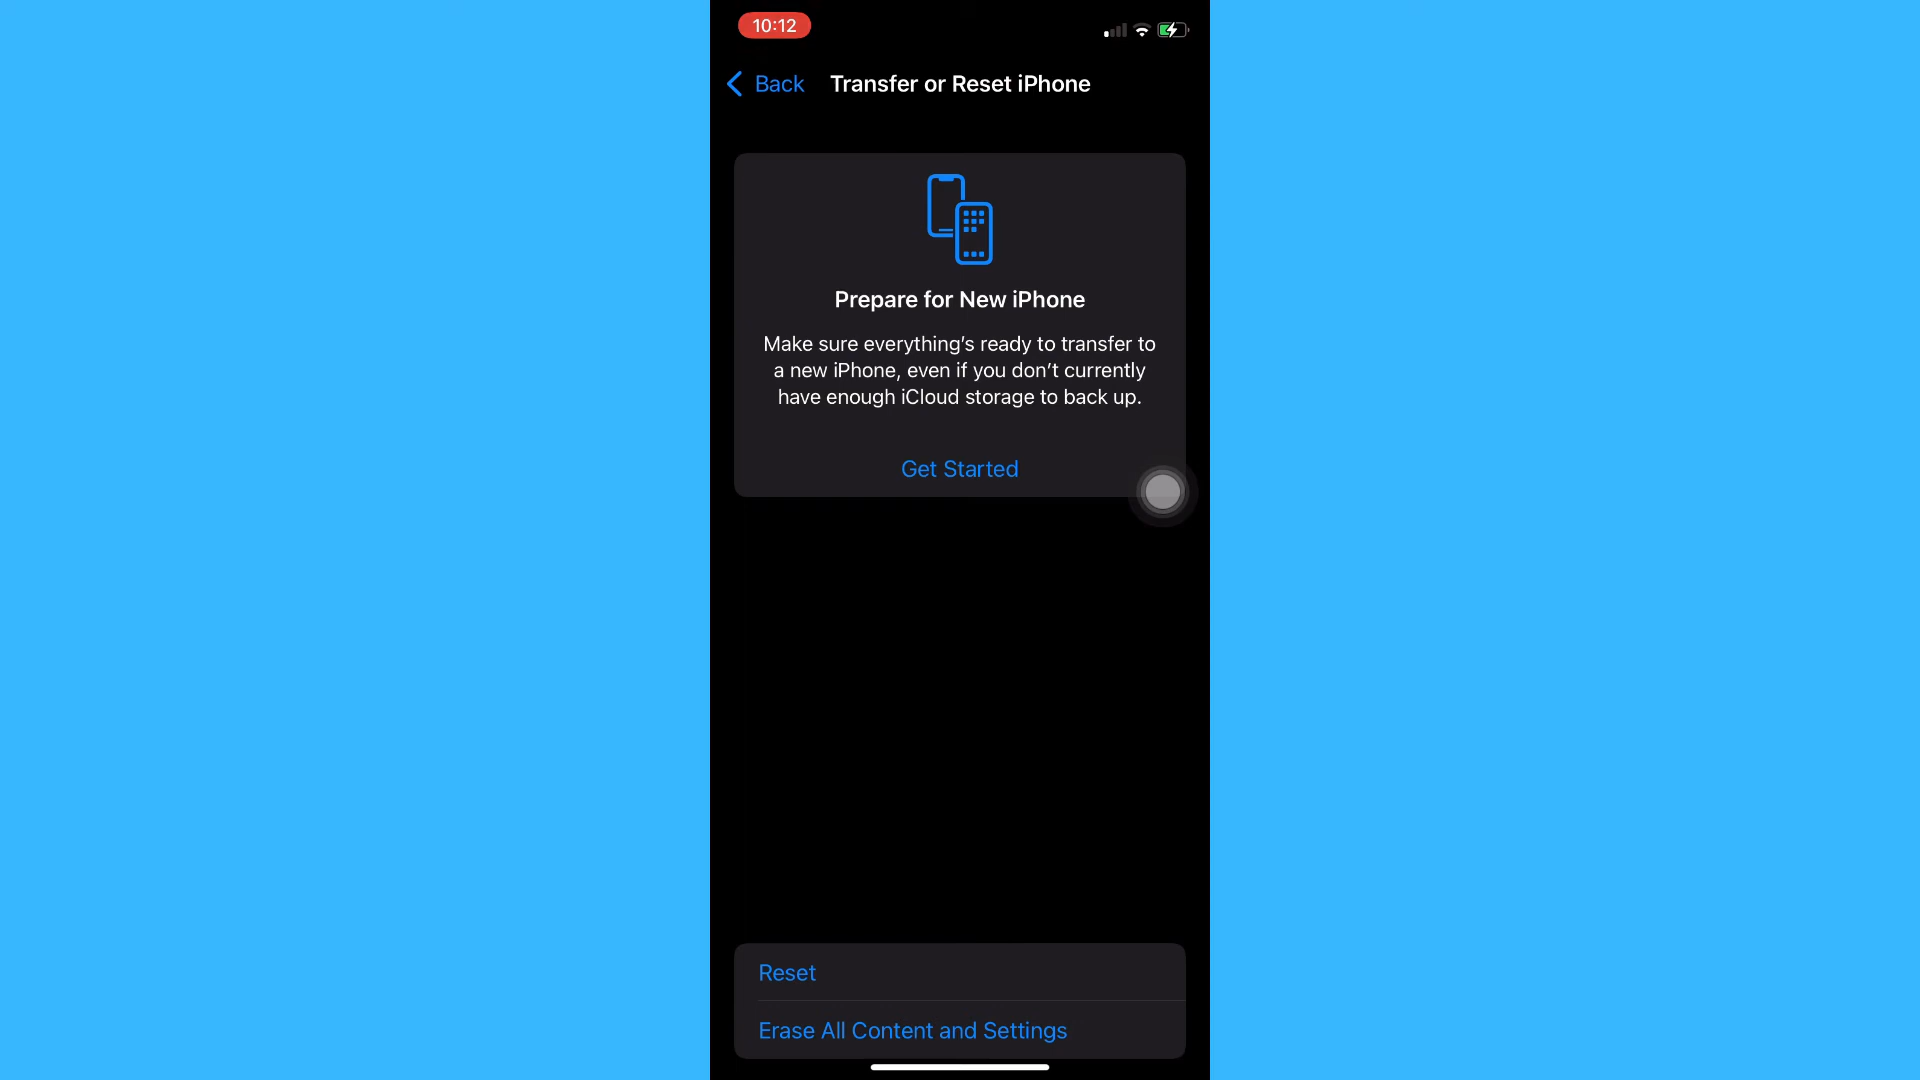 10:12
Back
Transfer or Reset iPhone
Prepare for New iPhone
Make sure everything’s ready to transfer to
a new iPhone, even if you don’t currently
have enough iCloud storage to back up.
Get Started
Reset
Erase All Content and Settings